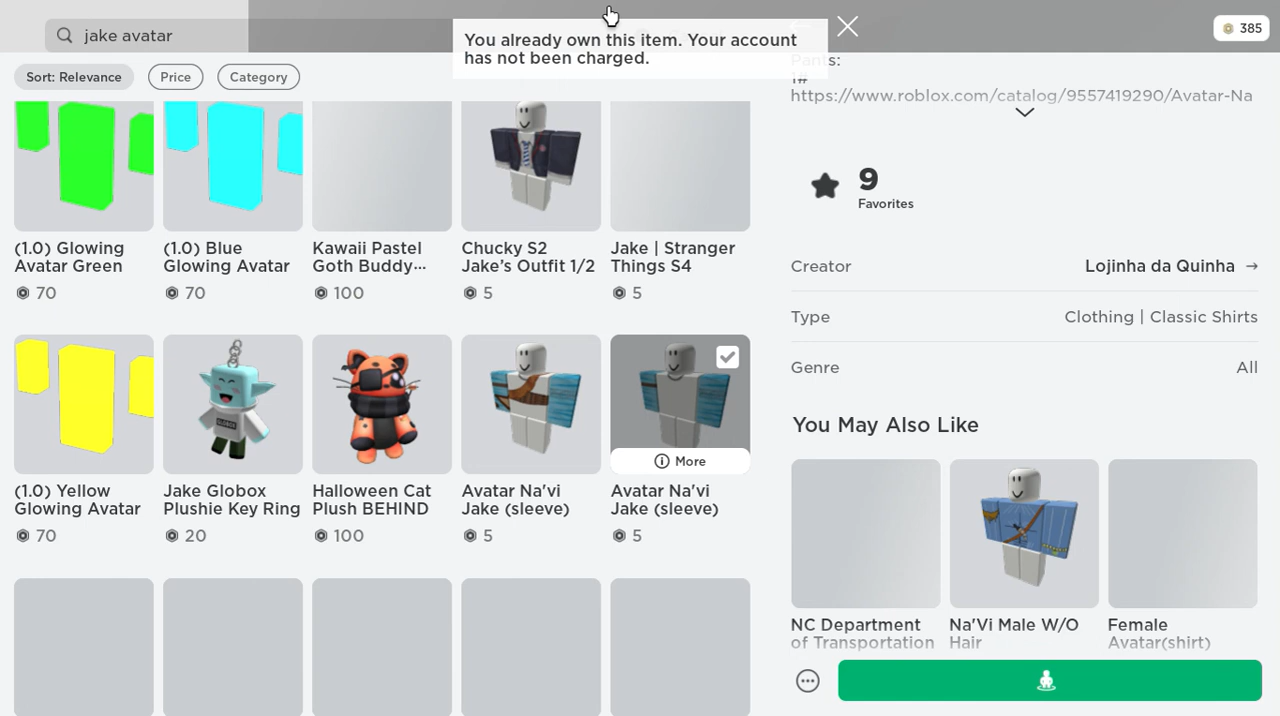 jake avatar
You already own this item. Your account
has not been charged.
385
Sort: Relevance
Price
Category
Pants:
1#
https://www.roblox.com/catalog/9557419290/Avatar-Na
(1.0) Glowing
Avatar Green
70
(1.0) Blue
Glowing Avatar
70
Kawaii Pastel
Goth Buddy...
100
Chucky S2
Jake's Outfit 1/2
5
Jake | Stranger
Things S4
5
9
Favorites
Creator
Lojinha da Quinha →
Type
Clothing | Classic Shirts
Genre
All
More
(1.0) Yellow
Glowing Avatar
70
Jake Globox
Plushie Key Ring
20
Halloween Cat
Plush BEHIND
100
Avatar Na'vi
Jake (sleeve)
5
Avatar Na'vi
Jake (sleeve)
5
You May Also Like
NC Department
of Transportation
Na'Vi Male W/O
Hair
Female
Avatar(shirt)